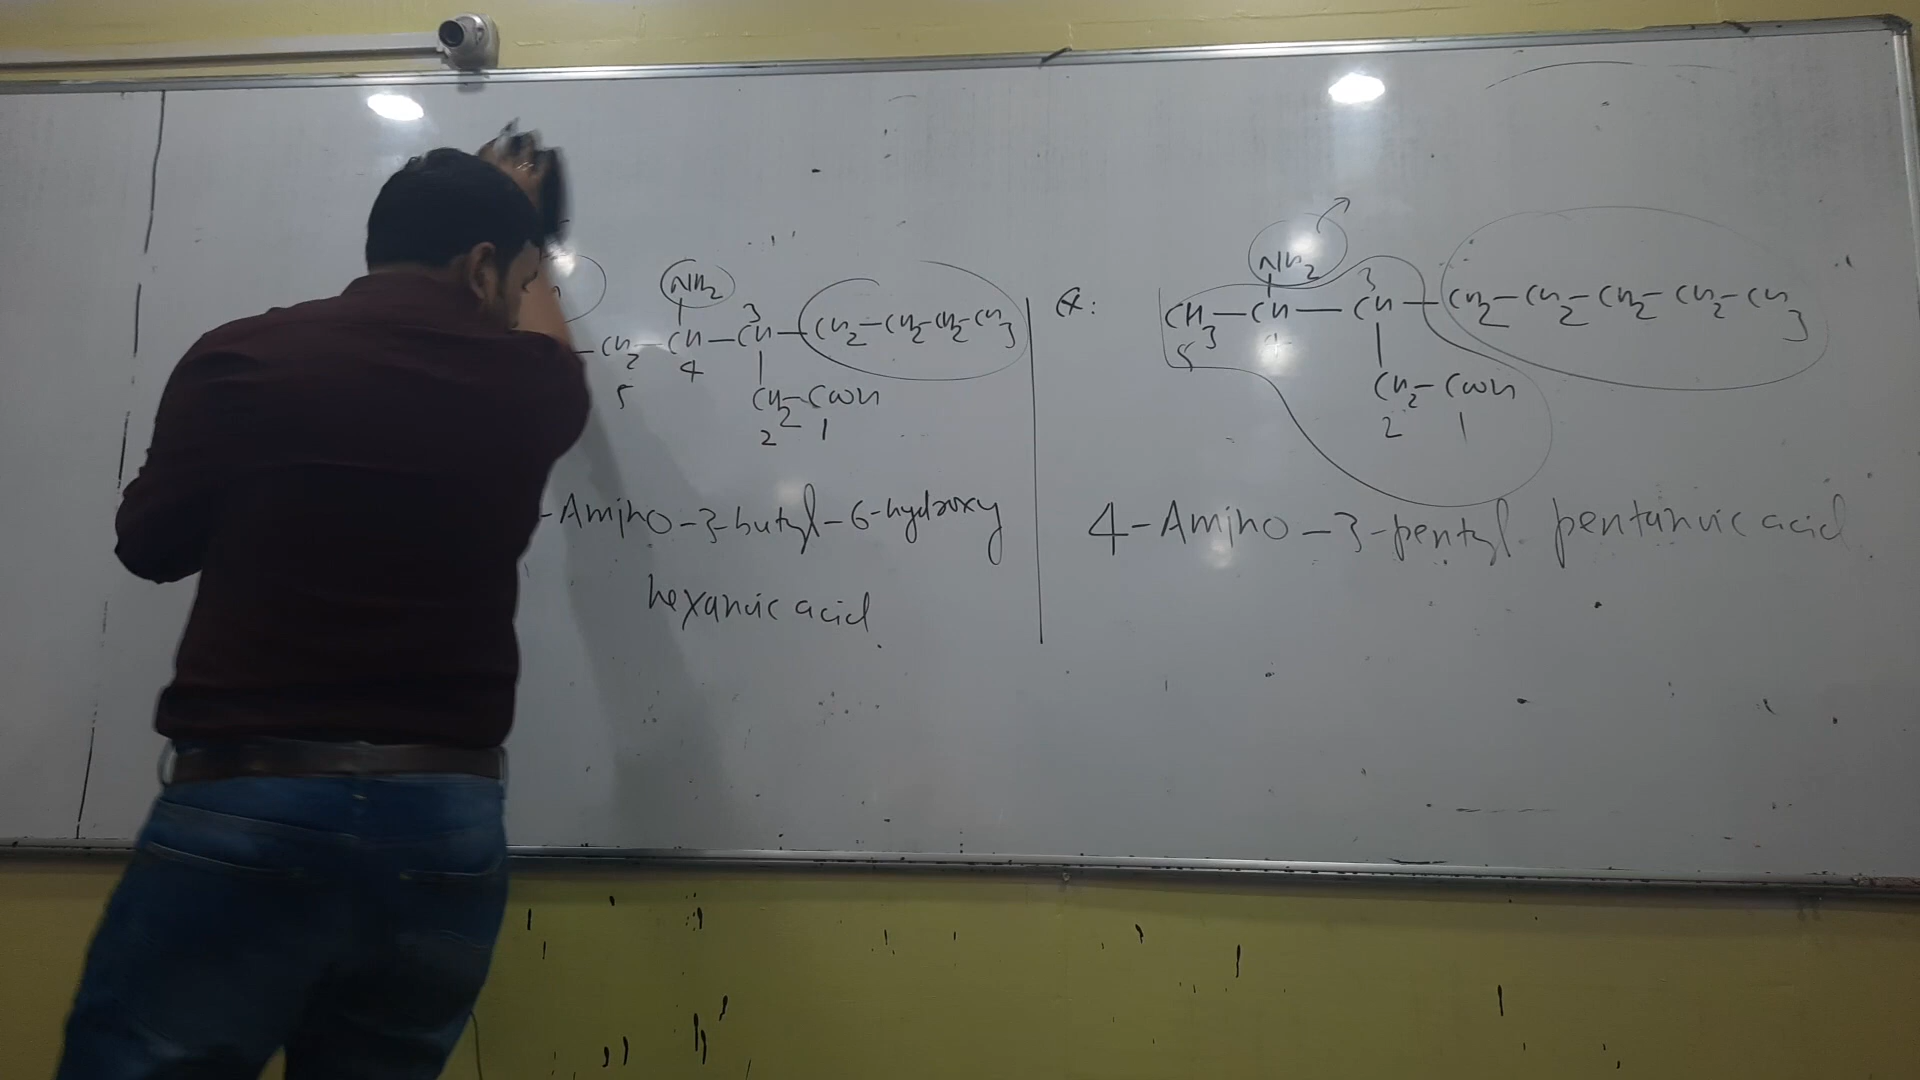 NH2
3
CH2-CH-CH-CH2-CH2-CH2-CH3
5
4
CH2-COOH
2 1
-Amino-3-butyl-6-hydroxy
hexanoic acid
Ex:
NH2
3
CH3-CH-CH-CH2-CH2-CH2-CH2-CH3
5 4
CH2-COOH
2 1
4-Amino-3-pentyl pentanoic acid